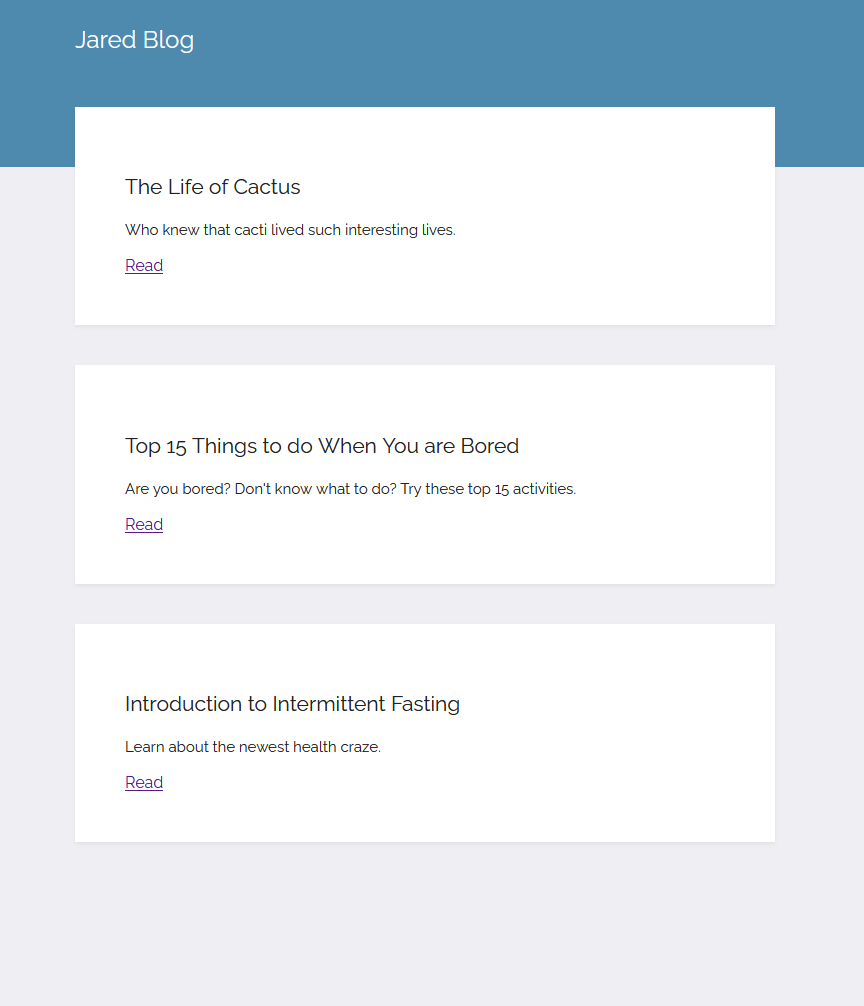 Jared Blog
The Life of Cactus
Who knew that cacti lived such interesting lives.
Read
Top 15 Things to do When You are Bored
Are you bored? Don't know what to do? Try these top 15 activities.
Read
Introduction to Intermittent Fasting
Learn about the newest health craze.
Read